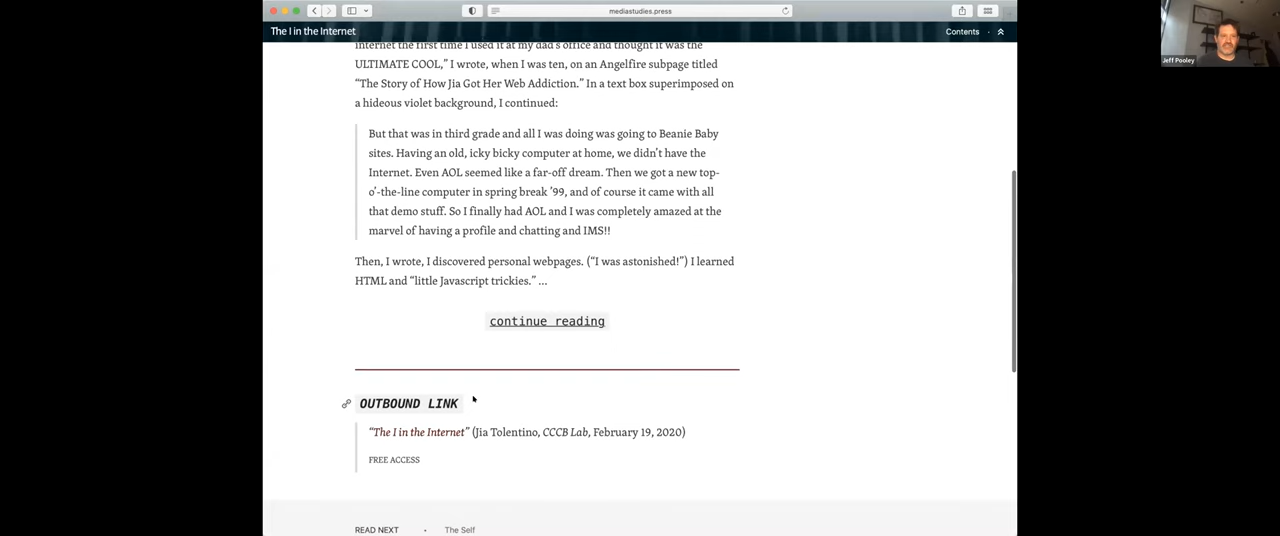 mediastudies.press
The I in the Internet
Contents
internet the first time I used it at my dad's office and thought it was the
ULTIMATE COOL,” I wrote, when I was ten, on an Angelfire subpage titled
“The Story of How Jia Got Her Web Addiction.” In a text box superimposed on
a hideous violet background, I continued:
But that was in third grade and all I was doing was going to Beanie Baby
sites. Having an old, icky bicky computer at home, we didn’t have the
Internet. Even AOL seemed like a far-off dream. Then we got a new top-
o’-the-line computer in spring break ’99, and of course it came with all
that demo stuff. So I finally had AOL and I was completely amazed at the
marvel of having a profile and chatting and IMS!!
Then, I wrote, I discovered personal webpages. (“I was astonished!”) I learned
HTML and “little Javascript trickies.” ...
continue reading
OUTBOUND LINK
“The I in the Internet” (Jia Tolentino, CCCB Lab, February 19, 2020)
FREE ACCESS
READ NEXT • The Self
Jeff Pooley